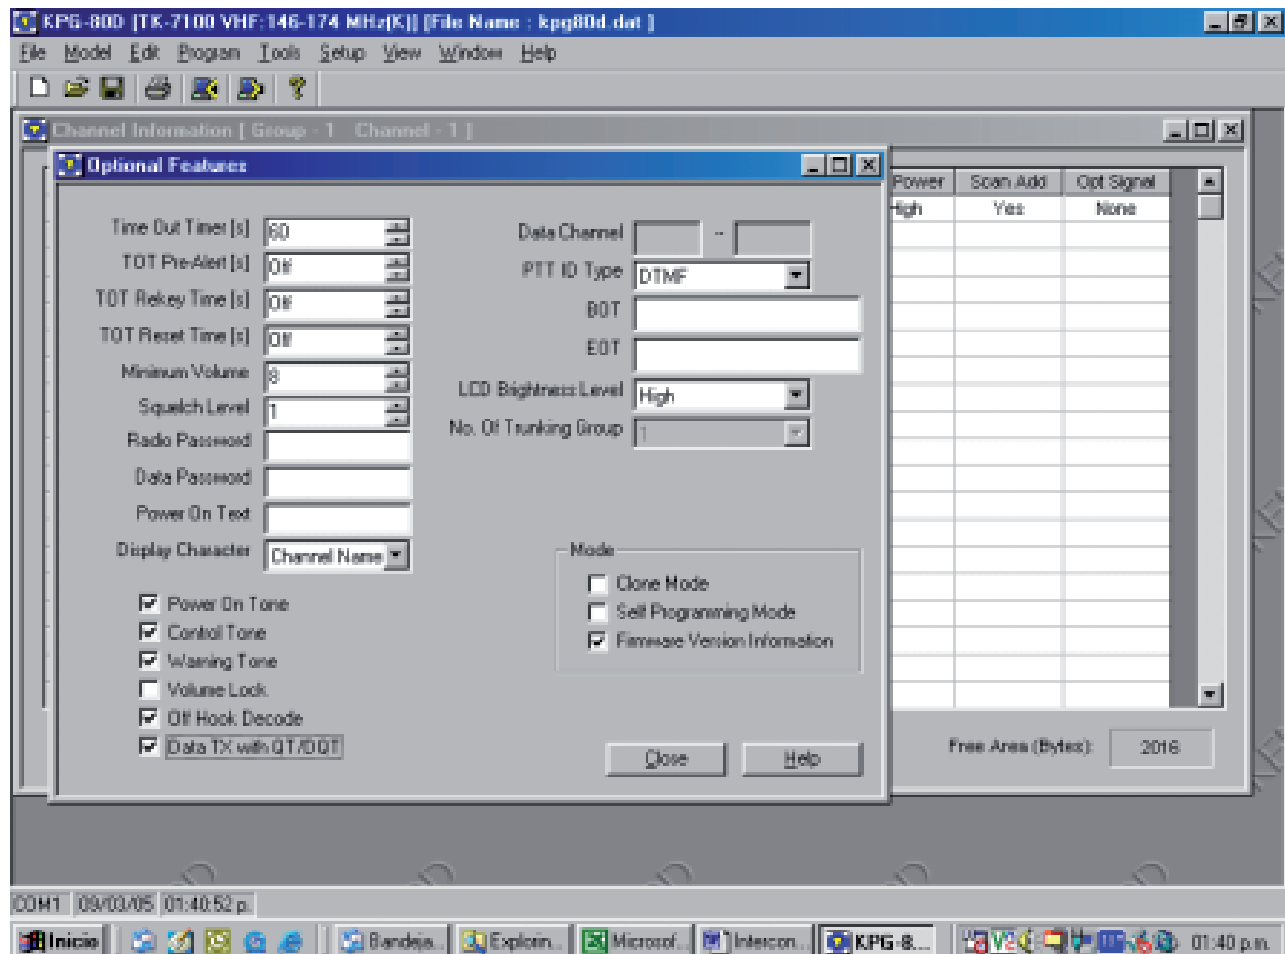 KPG-80D [TK-7100 VHF:146-174 MHz(K)] [File Name : kpg80d.dat ]
File Model Edit Program Tools Setup View Window Help
Channel Information [ Group - 1 Channel - 1 ]
Optional Features
Power Scan Add Opt Signal
High Yes None
Time Out Timer [s] 60
TOT Pre-Alert [s] Off
TOT Rekey Time [s] Off
TOT Reset Time [s] Off
Minimum Volume 8
Squelch Level 1
Radio Password
Data Password
Power On Text
Display Character Channel Name
Power On Tone
Control Tone
Warning Tone
Volume Lock
Off Hook Decode
Data TX with QT/DQT
Data Channel --
PTT ID Type DTMF
BOT
EOT
LCD Brightness Level High
No. Of Trunking Group 1
Mode
Clone Mode
Self Programming Mode
Firmware Version Information
Close Help
Free Area (Bytes): 2016
COM1 09/03/05 01:40:52 p.
Inicio Bandeja... Explorin... Microsof... Intercon... KPG-8... 01:40 p.m.